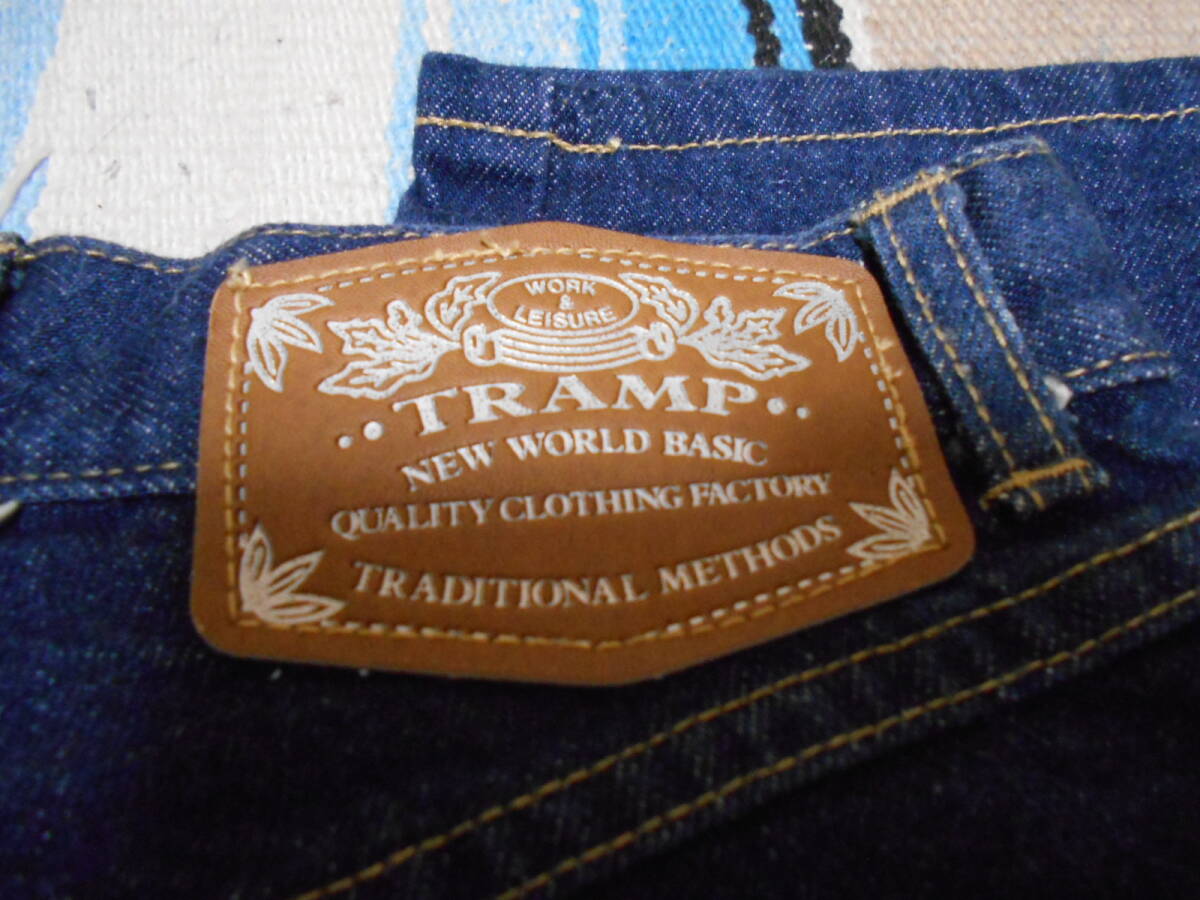 WORK
&
LEISURE
TRAMP
NEW WORLD BASIC
QUALITY CLOTHING FACTORY
TRADITIONAL METHODS